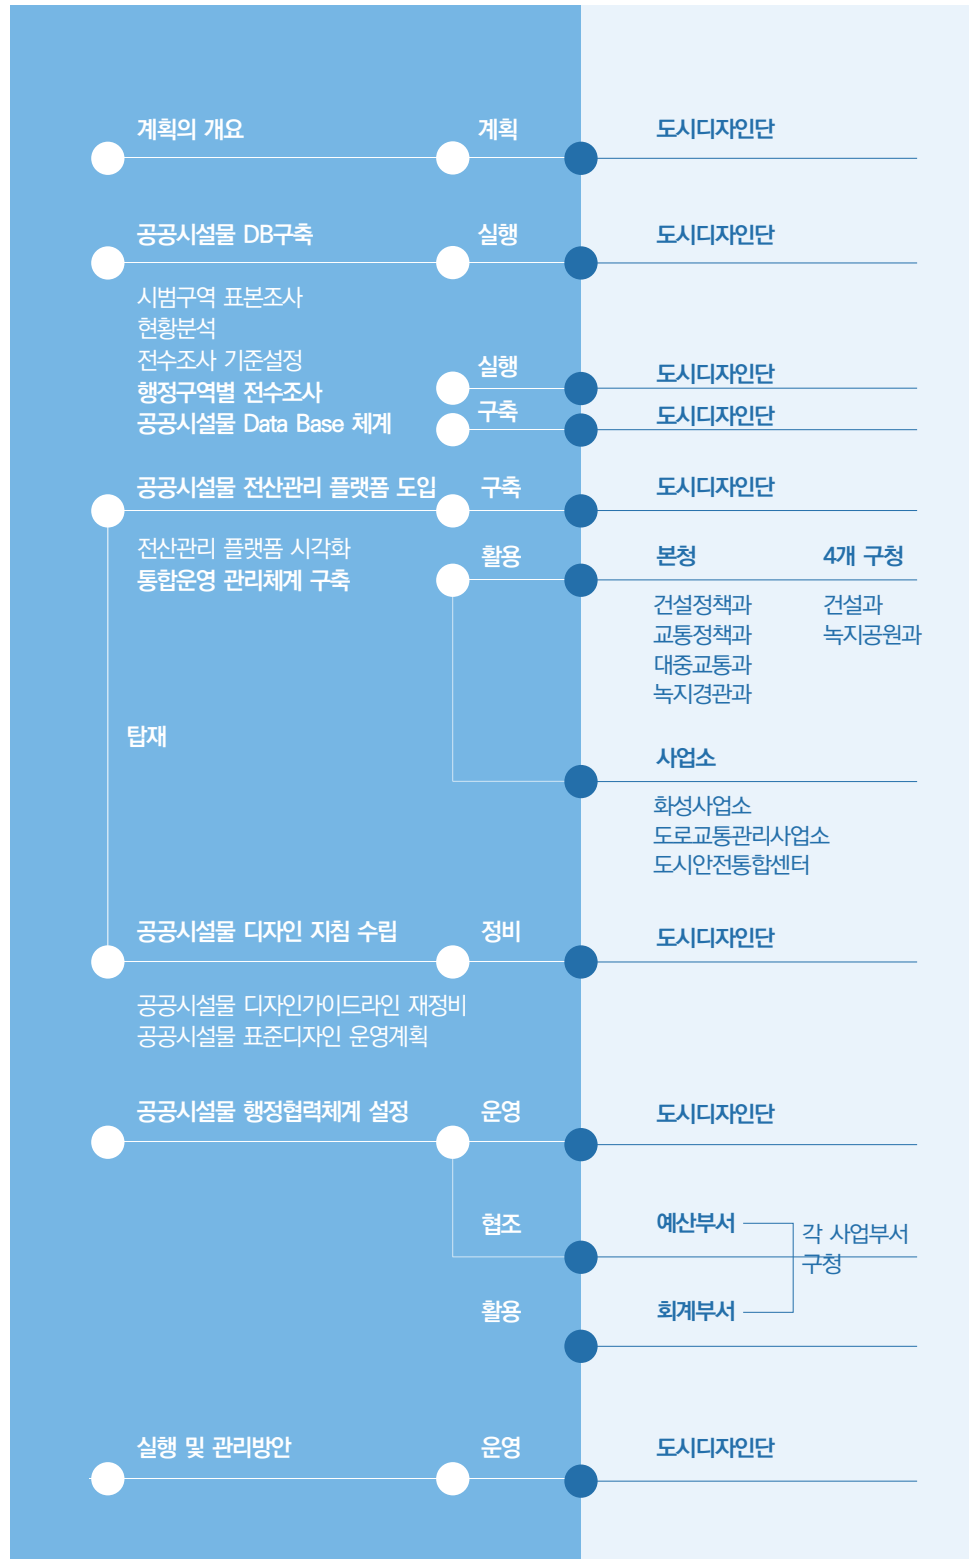 계획의 개요 계획 도시디자인단
공공시설물 DB구축 실행 도시디자인단
시범구역 표본조사
현황분석
전수조사 기준설정 실행 도시디자인단
행정구역별 전수조사
공공시설물 Data Base 체계 구축 도시디자인단
공공시설물 전산관리 플랫폼 도입 구축 도시디자인단
전산관리 플랫폼 시각화 활용 본청 4개 구청
통합운영 관리체계 구축
건설정책과 건설과
교통정책과 녹지공원과
대중교통과
녹지경관과
탑재
사업소
화성사업소
도로교통관리사업소
도시안전통합센터
공공시설물 디자인 지침 수립 정비 도시디자인단
공공시설물 디자인가이드라인 재정비
공공시설물 표준디자인 운영계획
공공시설물 행정협력체계 설정 운영 도시디자인단
협조 예산부서 각 사업부서
구청
활용 회계부서
실행 및 관리방안 운영 도시디자인단